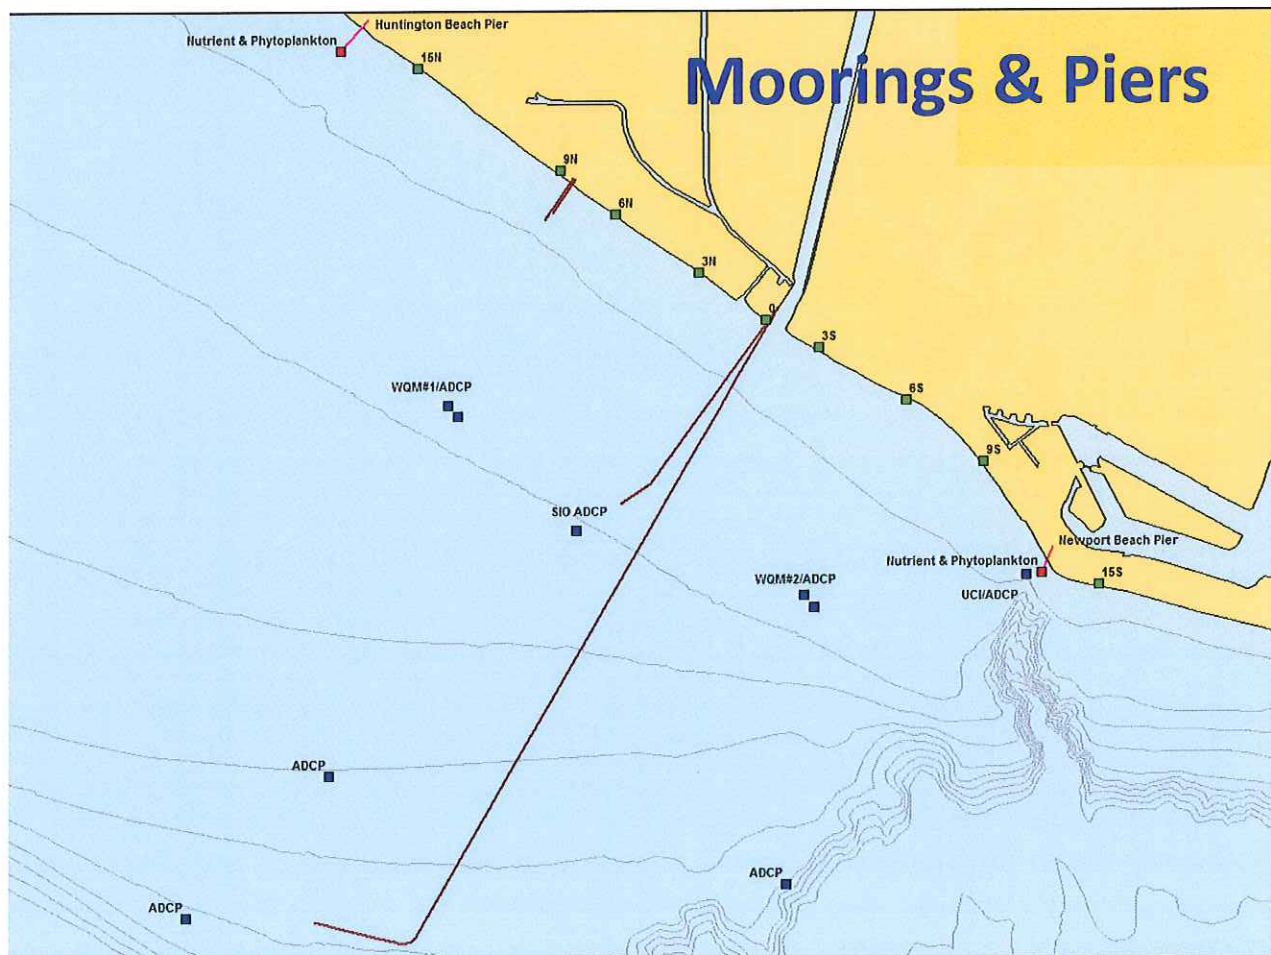 Huntington Beach Pier
Nutrient & Phytoplankton
Moorings & Piers
15N
9N
6N
3N
0
3S
WQM#1/ADCP
6S
9S
SIO ADCP
Newport Beach Pier
Nutrient & Phytoplankton
WQM#2/ADCP
15S
UCI/ADCP
ADCP
ADCP
ADCP